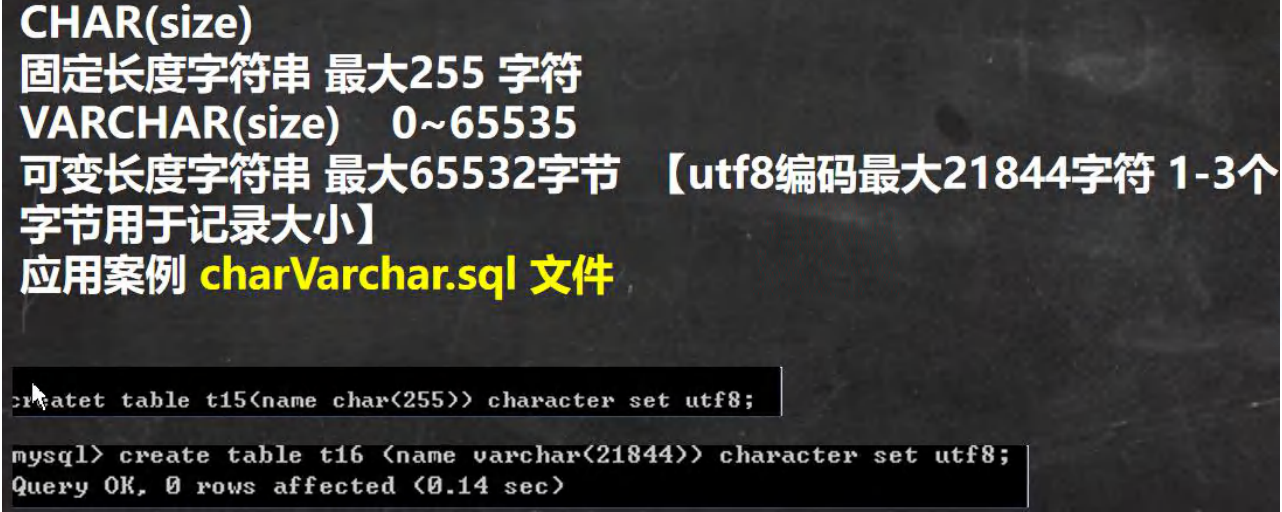 CHAR(size)
固定长度字符串 最大255 字符
VARCHAR(size) 0~65535
可变长度字符串 最大65532字节 【utf8编码最大21844字符 1-3个
字节用于记录大小】
应用案例 charVarchar.sql 文件
createt table t15(name char(255)) character set utf8;
mysql> create table t16 (name varchar(21844)) character set utf8;
Query OK, 0 rows affected (0.14 sec)